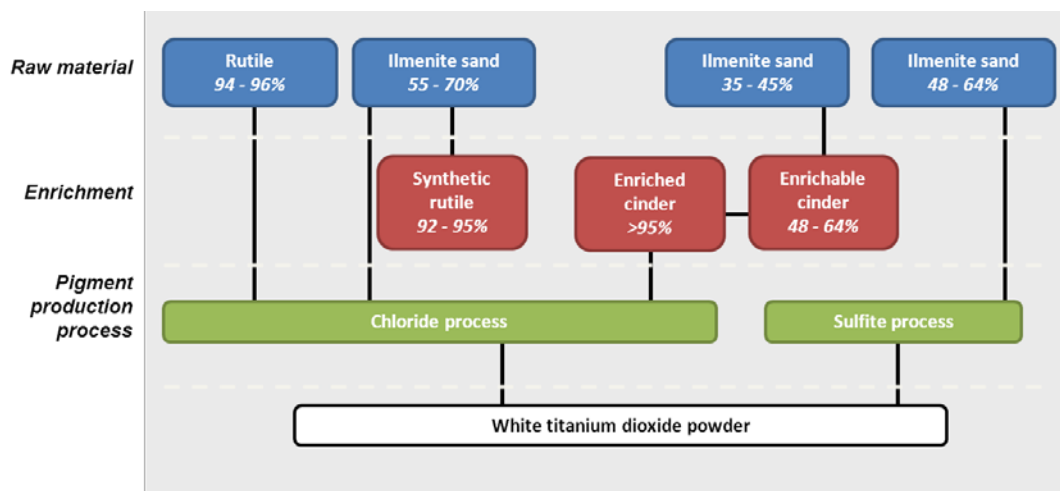 Raw material
Rutile
94 - 96%
Ilmenite sand
55 - 70%
Ilmenite sand
35 - 45%
Ilmenite sand
48 - 64%
Enrichment
Synthetic
rutile
92 - 95%
Enriched
cinder
>95%
Enrichable
cinder
48 - 64%
Pigment
production
process
Chloride process
Sulfite process
White titanium dioxide powder